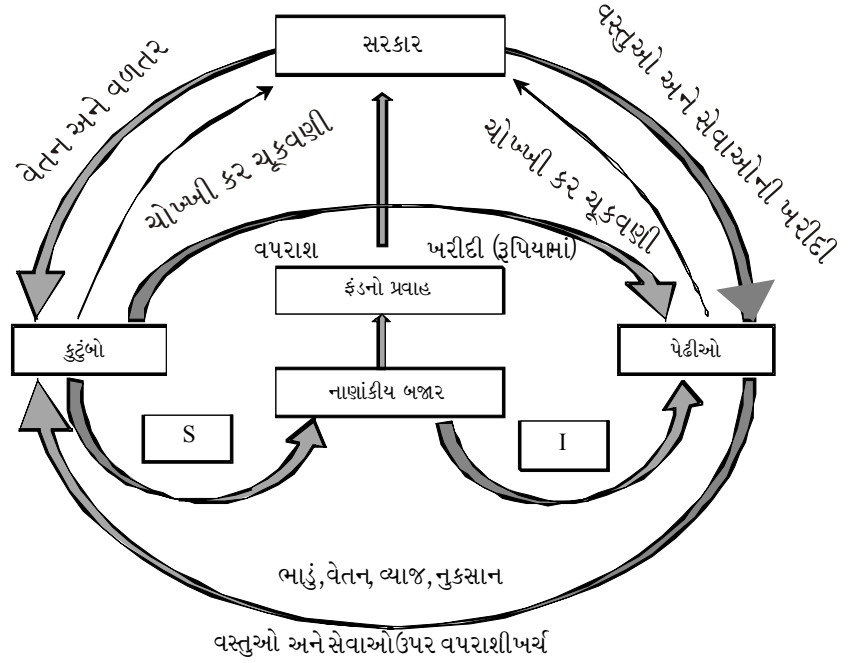 સરકાર
વેતન અને વળતર
ચોખ્ખી કર ચૂકવણી
ચોખ્ખી કર ચૂકવણી
વસ્તુઓ અને સેવાઓની ખરીદી
વપરાશ ખરીદી (રૂપિયામાં)
ફંડનો પ્રવાહ
કુટુંબો
પેઢીઓ
નાણાંકીય બજાર
S
I
ભાડું, વેતન, વ્યાજ, નુકસાન
વસ્તુઓ અને સેવાઓ ઉપર વપરાશી ખર્ચ